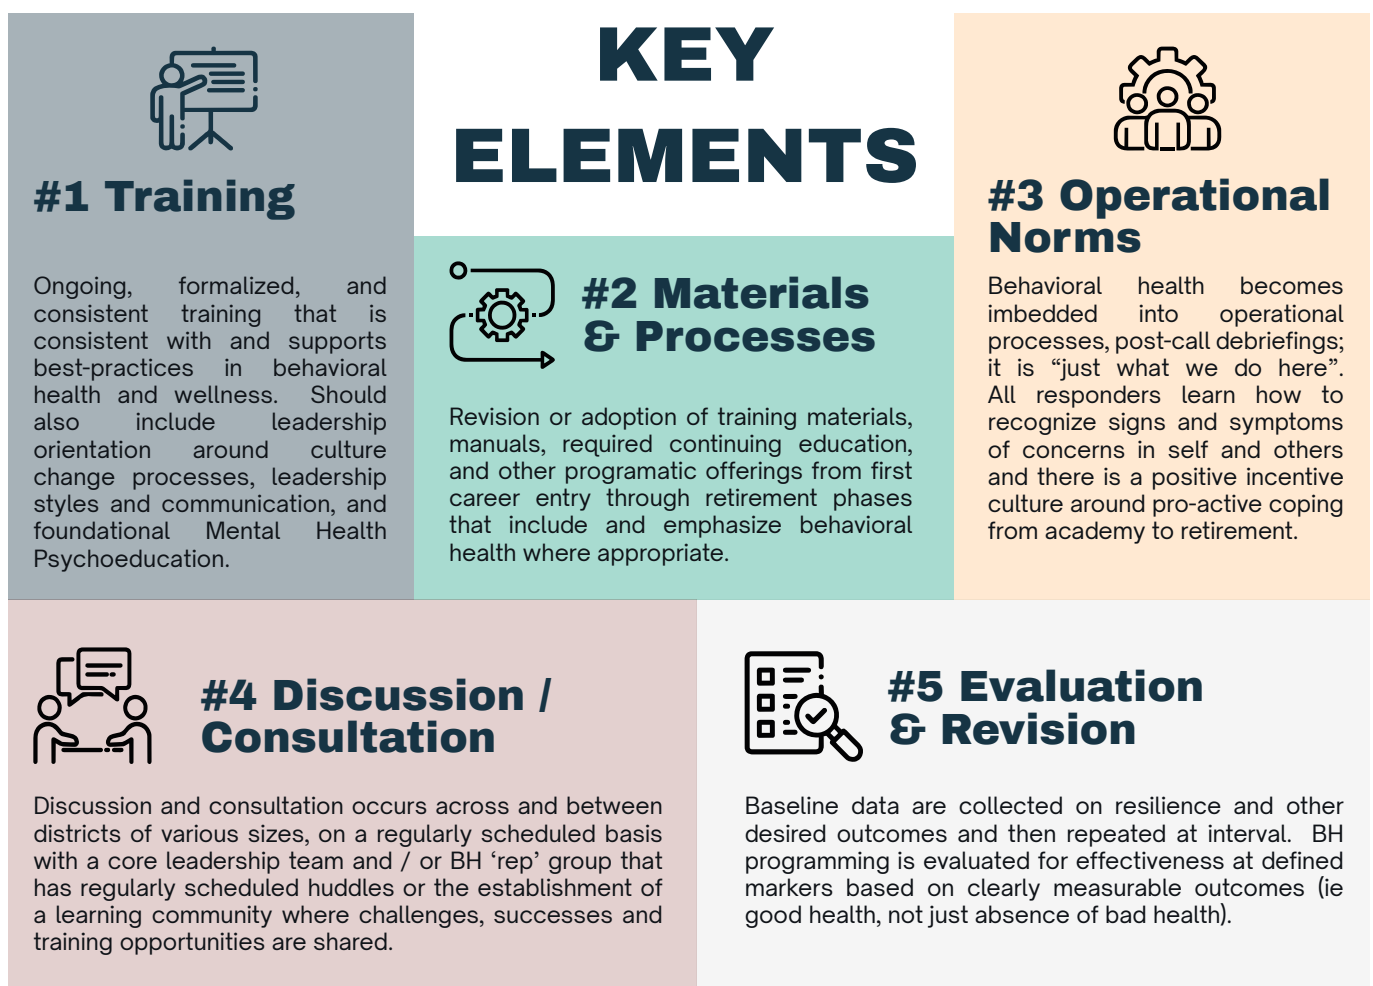 KEY
ELEMENTS
#1 Training
Ongoing, formalized, and
consistent training that is
consistent with and supports
best-practices in behavioral
health and wellness. Should
also include leadership
orientation around culture
change processes, leadership
styles and communication, and
foundational Mental Health
Psychoeducation.
#2 Materials
& Processes
Revision or adoption of training materials,
manuals, required continuing education,
and other programatic offerings from first
career entry through retirement phases
that include and emphasize behavioral
health where appropriate.
#3 Operational
Norms
Behavioral health becomes
imbedded into operational
processes, post-call debriefings;
it is “just what we do here”.
All responders learn how to
recognize signs and symptoms
of concerns in self and others
and there is a positive incentive
culture around pro-active coping
from academy to retirement.
#4 Discussion /
Consultation
Discussion and consultation occurs across and between
districts of various sizes, on a regularly scheduled basis
with a core leadership team and / or BH ‘rep’ group that
has regularly scheduled huddles or the establishment of
a learning community where challenges, successes and
training opportunities are shared.
#5 Evaluation
& Revision
Baseline data are collected on resilience and other
desired outcomes and then repeated at interval. BH
programming is evaluated for effectiveness at defined
markers based on clearly measurable outcomes (ie
good health, not just absence of bad health).